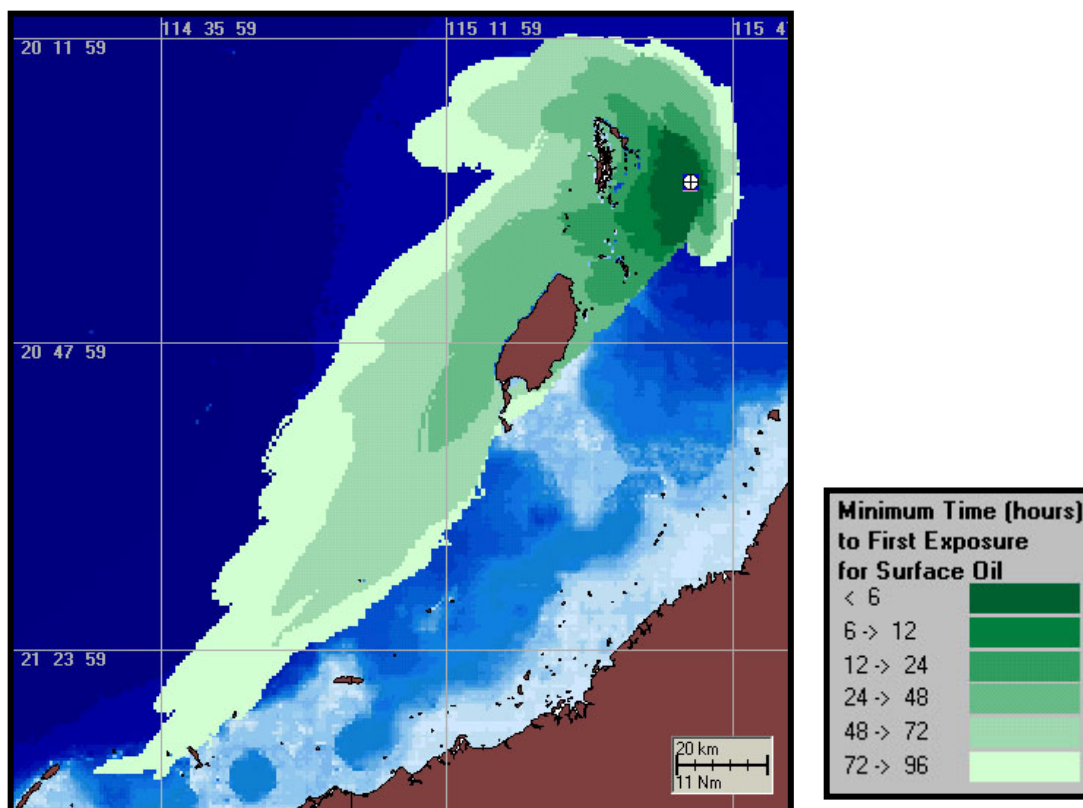 114 35 59
115 11 59
115 4
20 11 59
20 47 59
21 23 59
20 km
11 Nm
Minimum Time (hours)
to First Exposure
for Surface Oil
< 6
6 -> 12
12 -> 24
24 -> 48
48 -> 72
72 -> 96